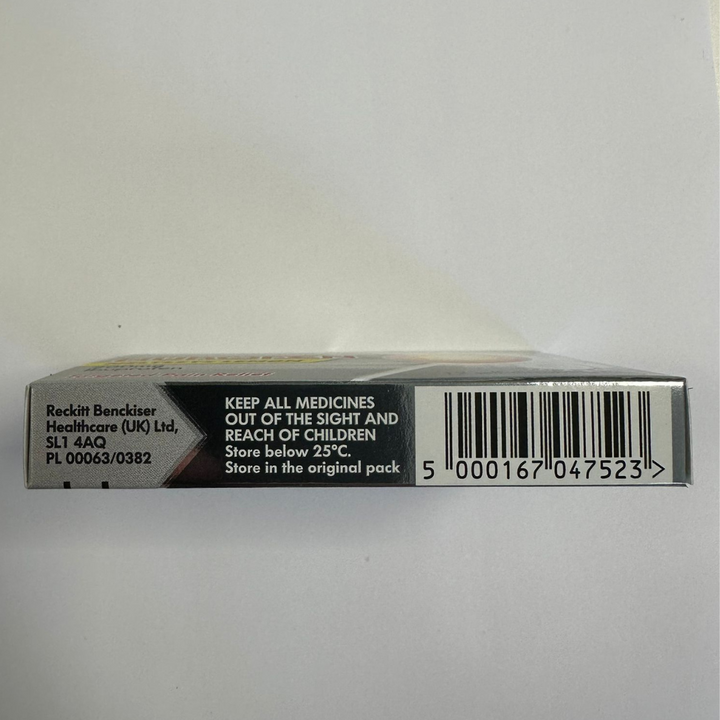 Reckitt Benckiser
Healthcare (UK) Ltd,
SL1 4AQ
PL 00063/0382
KEEP ALL MEDICINES
OUT OF THE SIGHT AND
REACH OF CHILDREN
Store below 25°C.
Store in the original pack
5 000167 047523 >